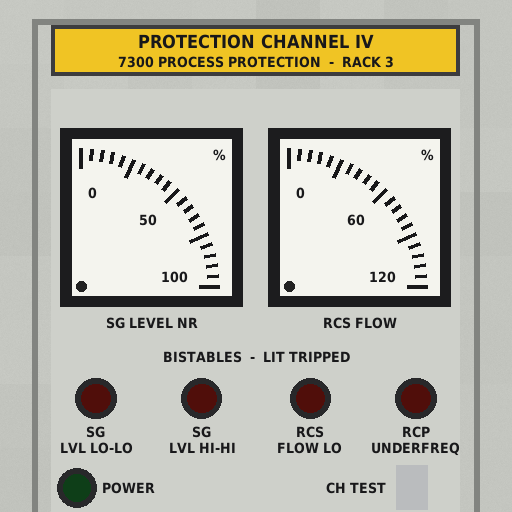 PROTECTION CHANNEL IV
7300 PROCESS PROTECTION - RACK 3
%
0
50
100
%
0
60
120
SG LEVEL NR
RCS FLOW
BISTABLES - LIT TRIPPED
SG
LVL LO-LO
SG
LVL HI-HI
RCS
FLOW LO
RCP
UNDERFREQ
POWER
CH TEST